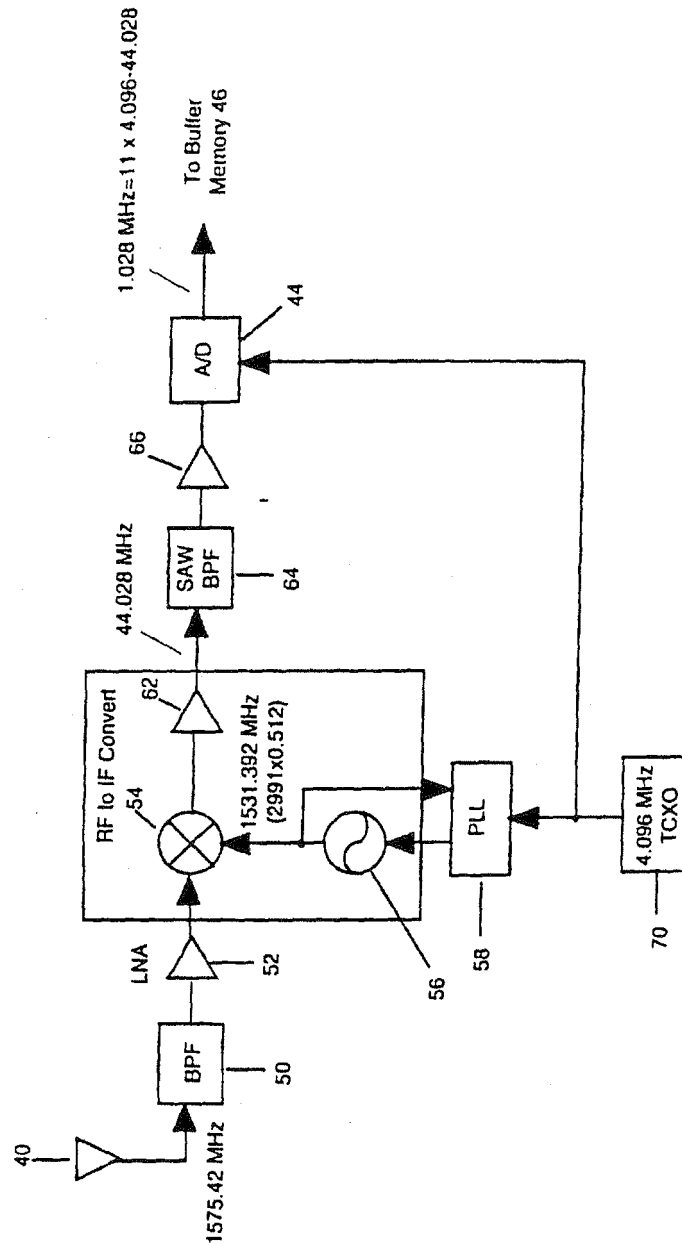 40
1575.42 MHz
BPF
50
LNA
52
RF to IF Convert
54
62
1531.392 MHz
(2991x0.512)
56
PLL
58
4.096 MHz
TCXO
70
44.028 MHz
SAW
BPF
64
66
A/D
44
1.028 MHz=11 x 4.096-44.028
To Buffer
Memory 46